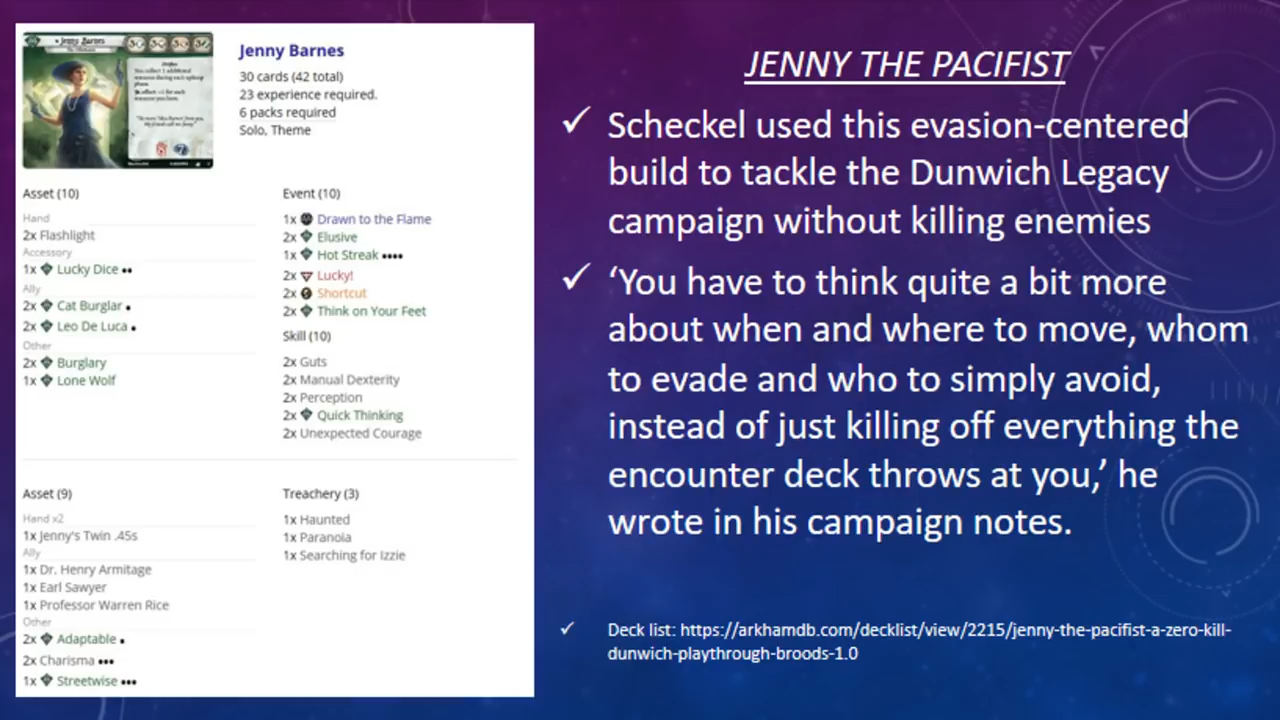 Jenny Barnes
Jenny Barnes
30 cards (42 total)
23 experience required.
6 packs required
Solo, Theme
Asset (10)
Hand
2x Flashlight
Accessory
1x Lucky Dice ••
Ally
2x Cat Burglar •
2x Leo De Luca •
Other
2x Burglary
1x Lone Wolf
Event (10)
1x Drawn to the Flame
2x Elusive
1x Hot Streak ••••
2x Lucky!
2x Shortcut
2x Think on Your Feet
Skill (10)
2x Guts
2x Manual Dexterity
2x Perception
2x Quick Thinking
2x Unexpected Courage
Asset (9)
Hand x2
1x Jenny's Twin .45s
Ally
1x Dr. Henry Armitage
1x Earl Sawyer
1x Professor Warren Rice
Other
2x Adaptable •
2x Charisma •••
1x Streetwise •••
Treachery (3)
1x Haunted
1x Paranoia
1x Searching for Izzie
JENNY THE PACIFIST
✓ Scheckel used this evasion-centered
build to tackle the Dunwich Legacy
campaign without killing enemies
✓ ‘You have to think quite a bit more
about when and where to move, whom
to evade and who to simply avoid,
instead of just killing off everything the
encounter deck throws at you,’ he
wrote in his campaign notes.
✓ Deck list: https://arkhamdb.com/decklist/view/2215/jenny-the-pacifist-a-zero-kill-
dunwich-playthrough-broods-1.0